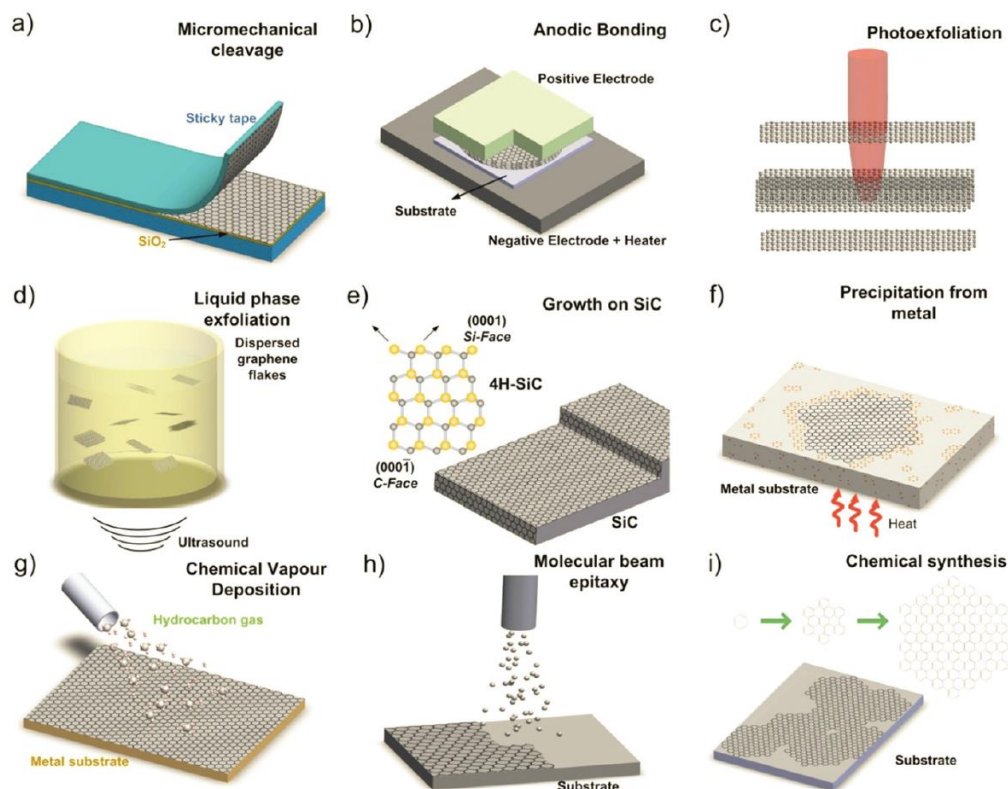 a)
Micromechanical
cleavage
Sticky tape
SiO₂
b)
Anodic Bonding
Positive Electrode
Substrate
Negative Electrode + Heater
c)
Photoexfoliation
d)
Liquid phase
exfoliation
Dispersed
graphene
flakes
Ultrasound
e)
Growth on SiC
(0001)
Si-Face
4H-SiC
(0001̄)
C-Face
SiC
f)
Precipitation from
metal
Metal substrate
Heat
g)
Chemical Vapour
Deposition
Hydrocarbon gas
Metal substrate
h)
Molecular beam
epitaxy
Substrate
i)
Chemical synthesis
Substrate